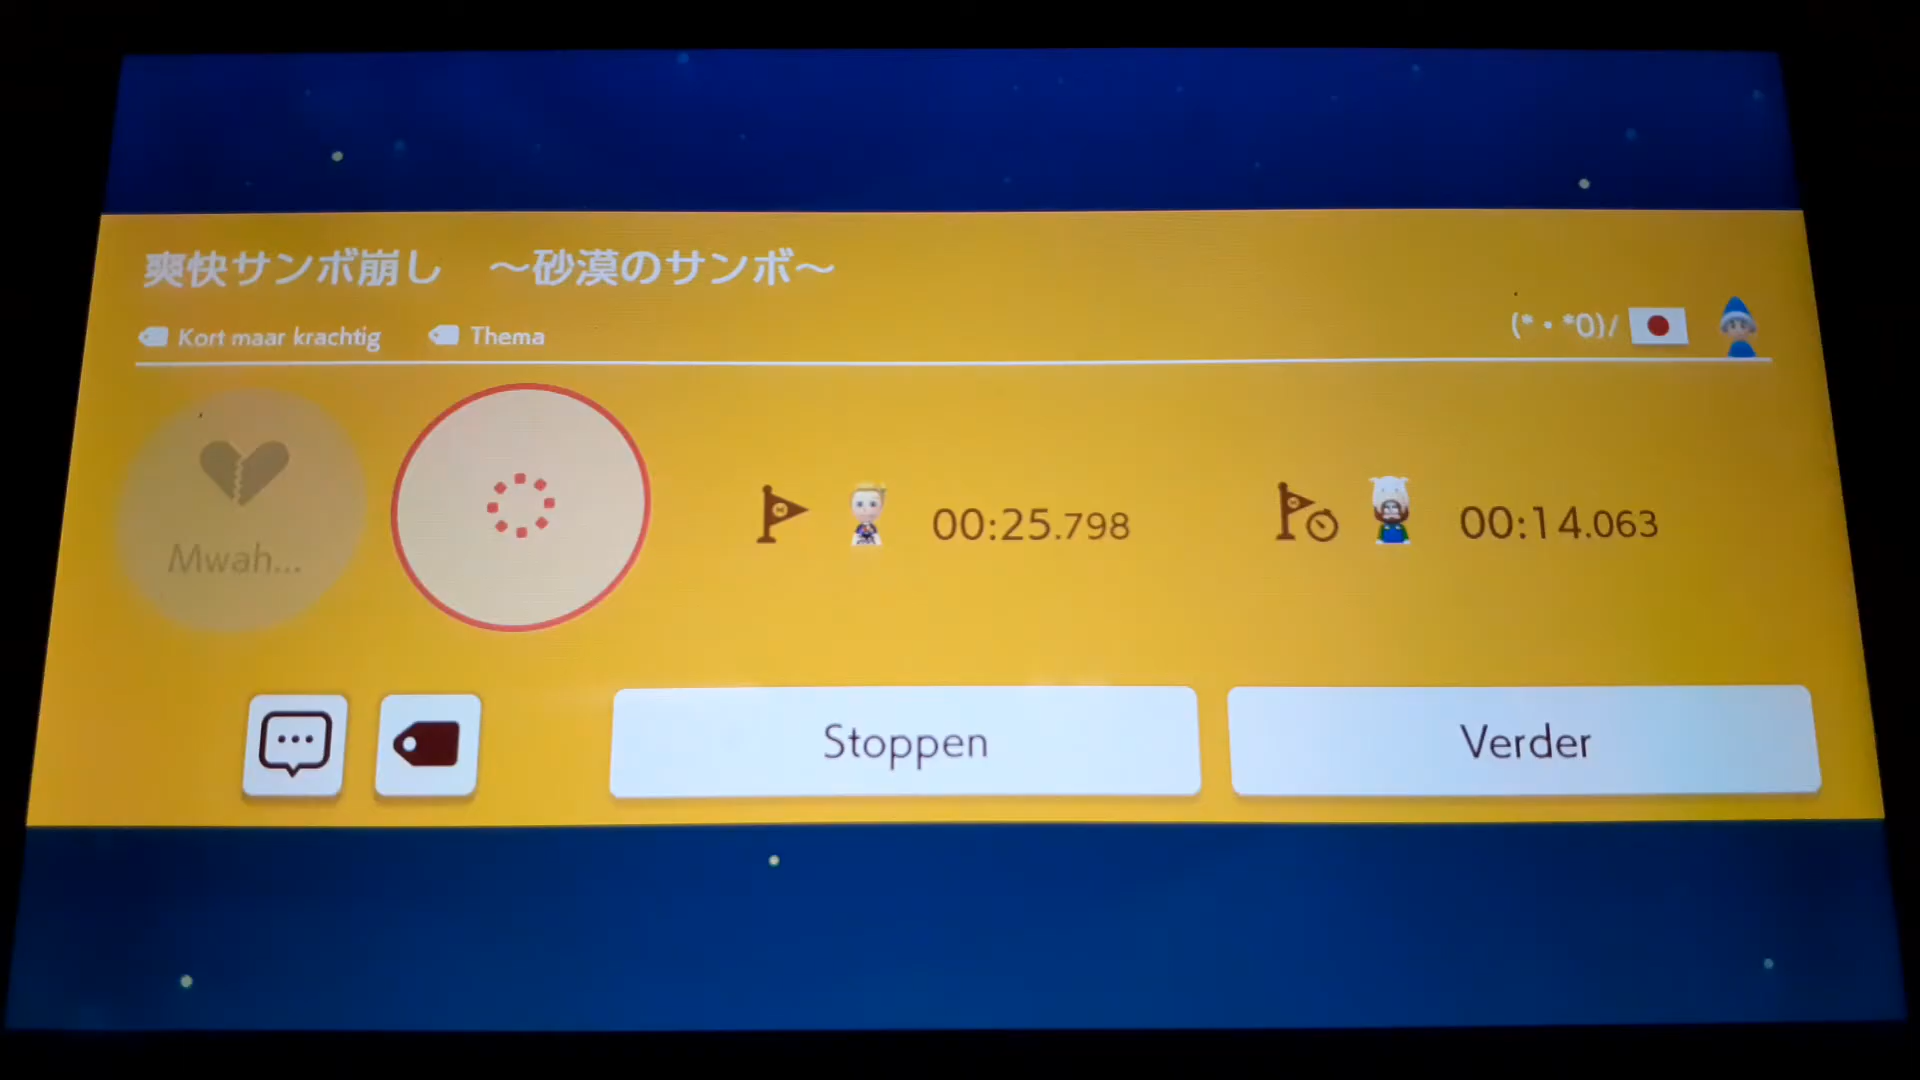 爽快サンボ崩し　～砂漠のサンボ～
Kort maar krachtig Thema
(*・*0)/
Mwah...
00:25.798
00:14.063
Stoppen
Verder